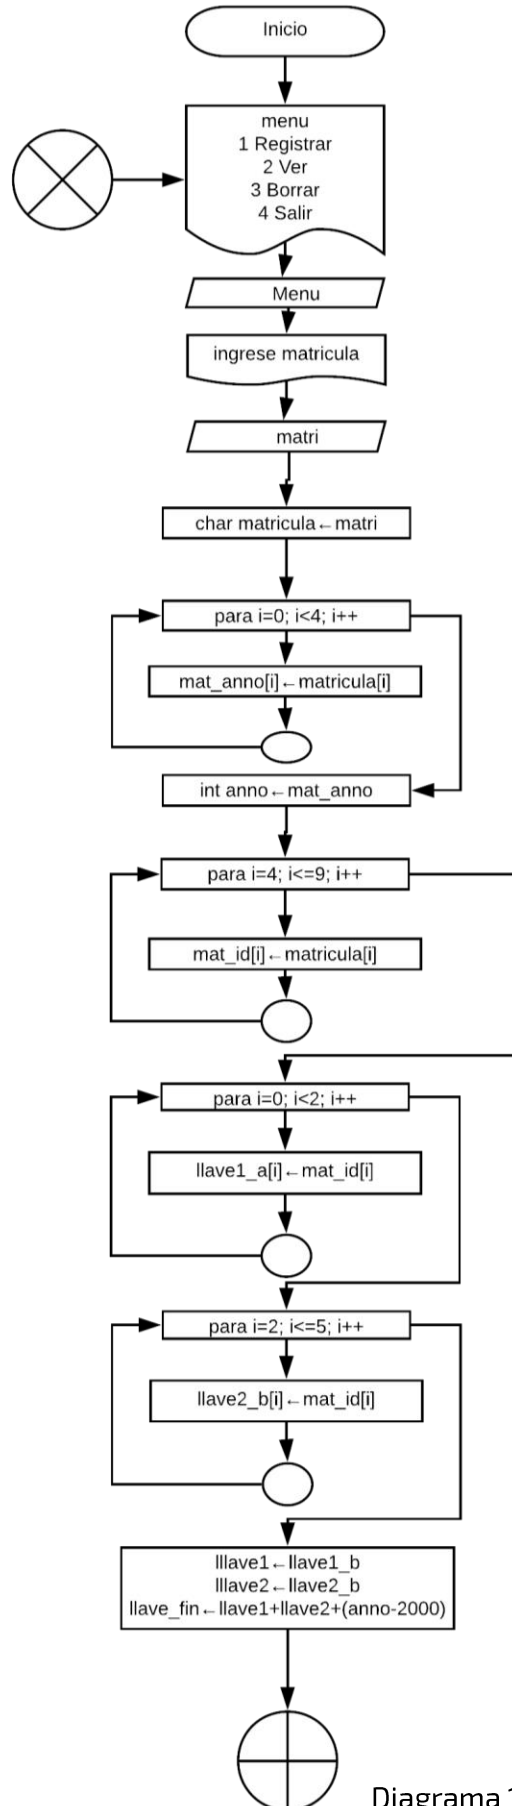 Inicio
menu
1 Registrar
2 Ver
3 Borrar
4 Salir
Menu
ingrese matricula
matri
char matricula←matri
para i=0; i<4; i++
mat_anno[i]←matricula[i]
int anno←mat_anno
para i=4; i<=9; i++
mat_id[i]←matricula[i]
para i=0; i<2; i++
llave1_a[i]←mat_id[i]
para i=2; i<=5; i++
llave2_b[i]←mat_id[i]
lllave1←llave1_b
lllave2←llave2_b
llave_fin←llave1+llave2+(anno-2000)
Diagrama 1